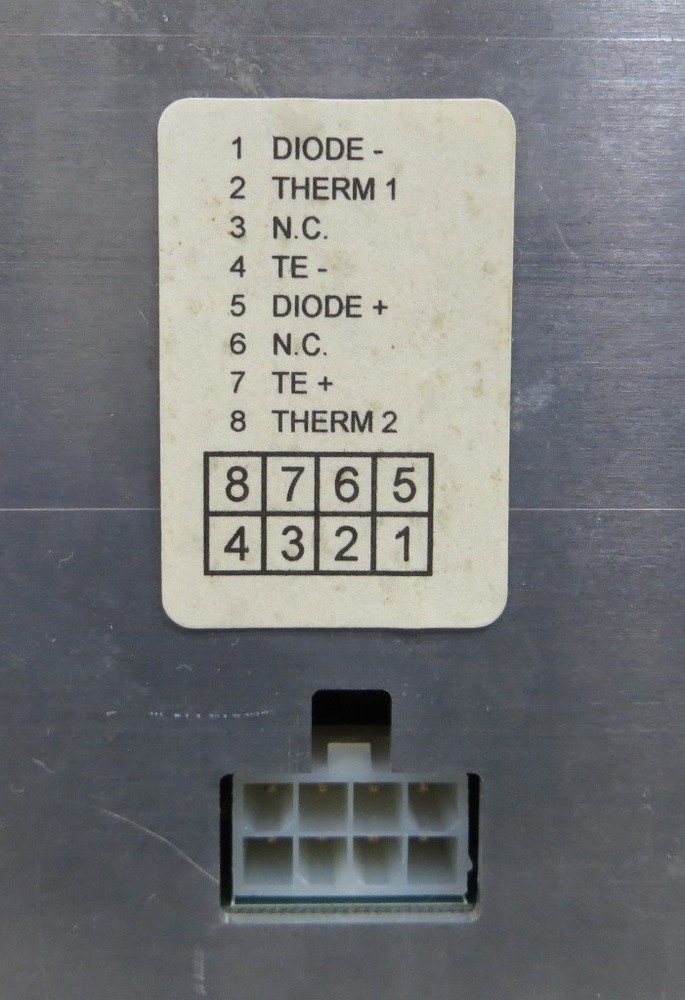 1 DIODE -
2 THERM 1
3 N.C.
4 TE -
5 DIODE +
6 N.C.
7 TE +
8 THERM 2
8 7 6 5
4 3 2 1